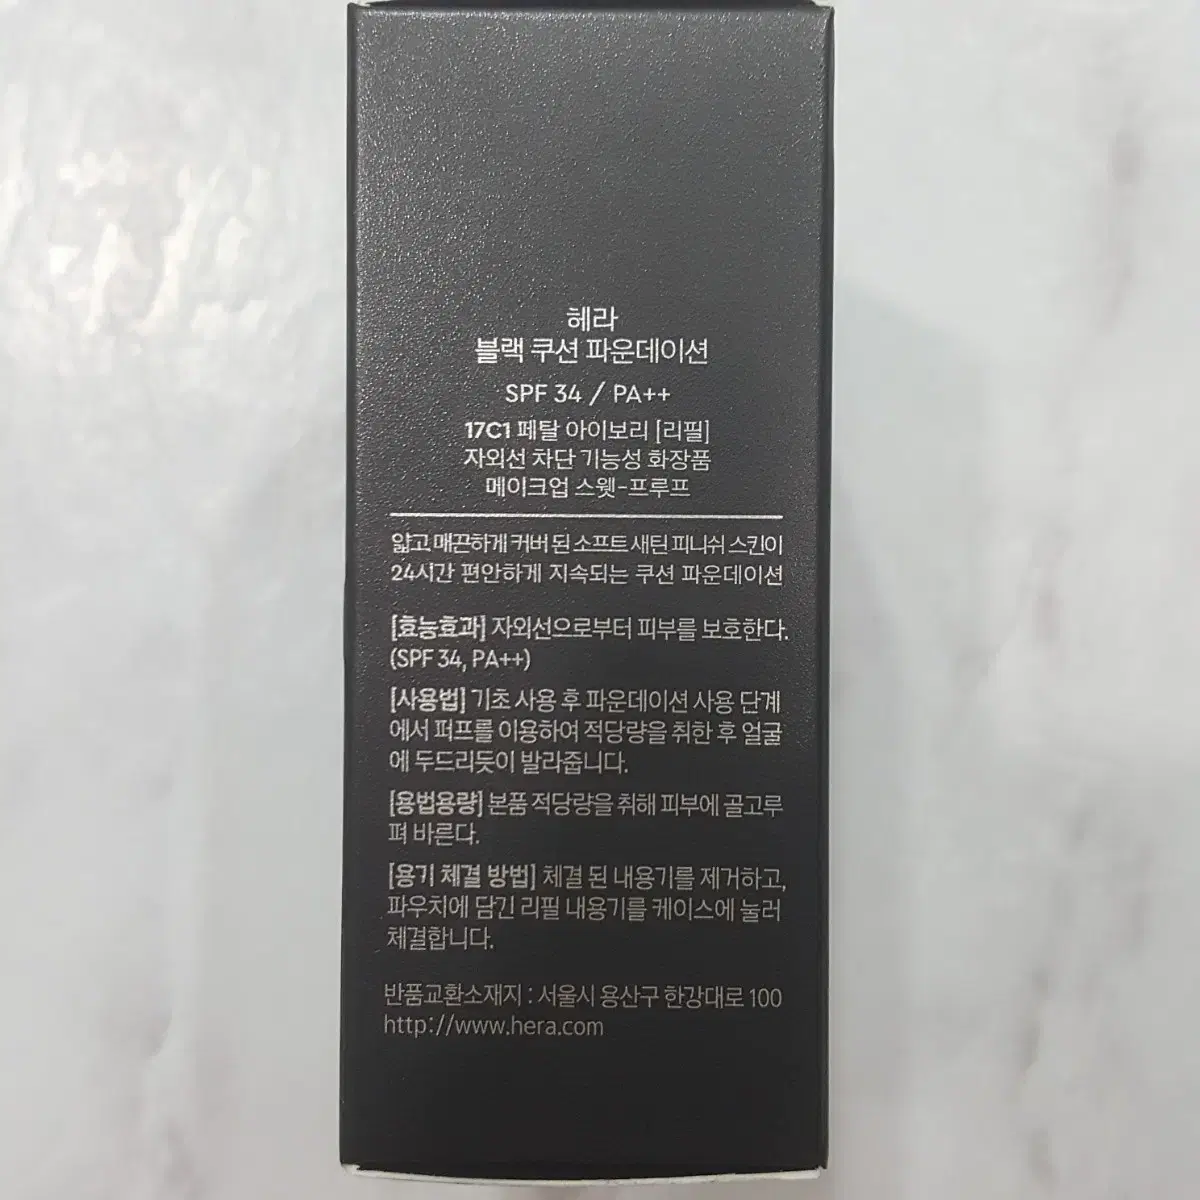 헤라
블랙 쿠션 파운데이션
SPF 34 / PA++
17C1 페탈 아이보리 [리필]
자외선 차단 기능성 화장품
메이크업 스웻-프루프
얇고 매끈하게 커버 된 소프트 새틴 피니쉬 스킨이
24시간 편안하게 지속되는 쿠션 파운데이션
[효능효과] 자외선으로부터 피부를 보호한다.
(SPF 34, PA++)
[사용법] 기초 사용 후 파운데이션 사용 단계
에서 퍼프를 이용하여 적당량을 취한 후 얼굴
에 두드리듯이 발라줍니다.
[용법용량] 본품 적당량을 취해 피부에 골고루
펴 바른다.
[용기 체결 방법] 체결 된 내용기를 제거하고,
파우치에 담긴 리필 내용기를 케이스에 눌러
체결합니다.
반품교환소재지 : 서울시 용산구 한강대로 100
http://www.hera.com